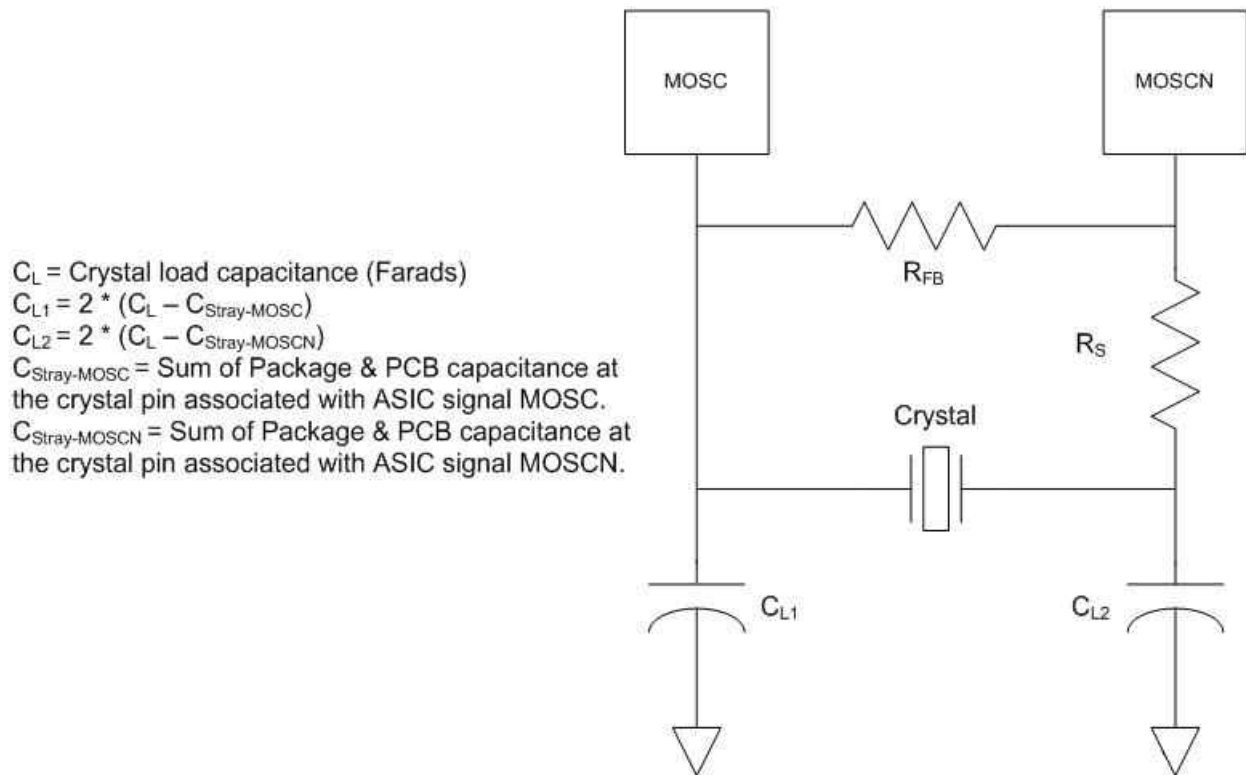 MOSC
MOSCN
R_FB
C_L = Crystal load capacitance (Farads)
C_L1 = 2 * (C_L – C_Stray-MOSC)
C_L2 = 2 * (C_L – C_Stray-MOSCN)
C_Stray-MOSC = Sum of Package & PCB capacitance at
the crystal pin associated with ASIC signal MOSC.
C_Stray-MOSCN = Sum of Package & PCB capacitance at
the crystal pin associated with ASIC signal MOSCN.
R_S
Crystal
C_L1
C_L2